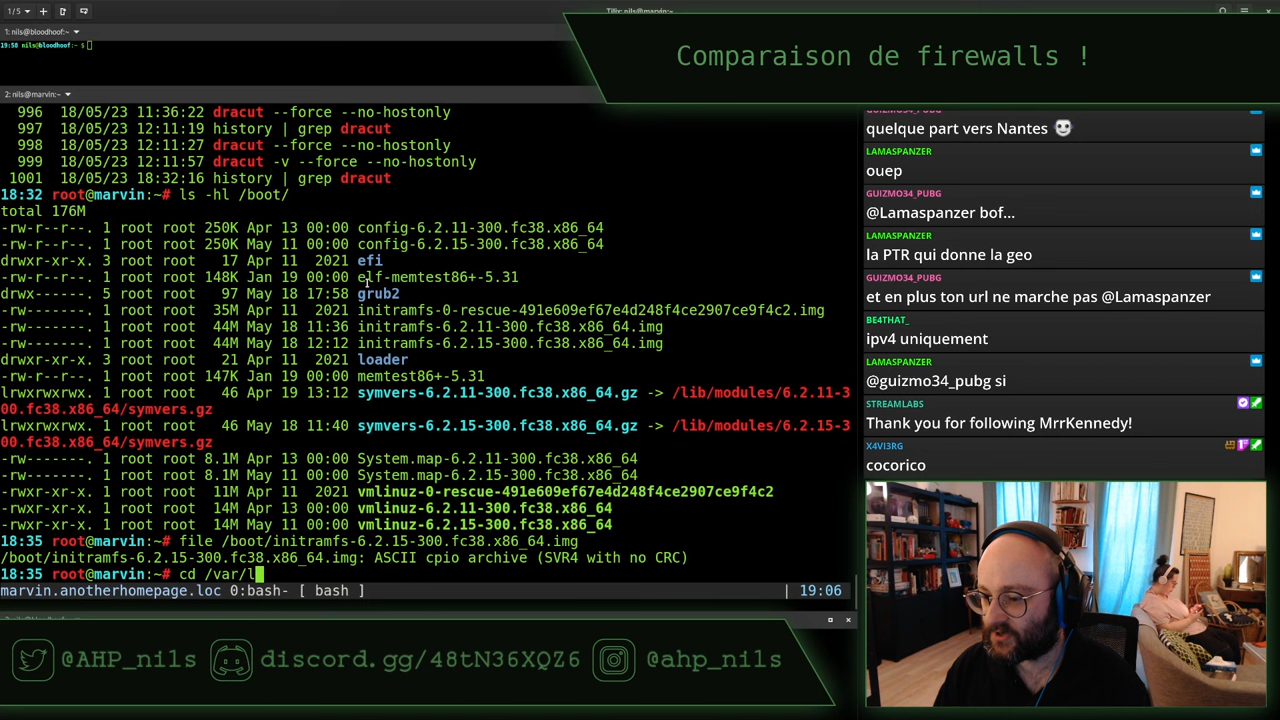 1/5
Tilix: nils@marvin:~
1: nils@bloodhoof:~
19:58 nils@bloodhoof:~ $
Comparaison de firewalls !
2: nils@marvin:~
996 18/05/23 11:36:22 dracut --force --no-hostonly
997 18/05/23 12:11:19 history | grep dracut
998 18/05/23 12:11:27 dracut --force --no-hostonly
999 18/05/23 12:11:57 dracut -v --force --no-hostonly
1001 18/05/23 18:32:16 history | grep dracut
18:32 root@marvin:~# ls -hl /boot/
total 176M
-rw-r--r--. 1 root root 250K Apr 13 00:00 config-6.2.11-300.fc38.x86_64
-rw-r--r--. 1 root root 250K May 11 00:00 config-6.2.15-300.fc38.x86_64
drwxr-xr-x. 3 root root 17 Apr 11 2021 efi
-rw-r--r--. 1 root root 148K Jan 19 00:00 elf-memtest86+-5.31
drwx------. 5 root root 97 May 18 17:58 grub2
-rw-------. 1 root root 35M Apr 11 2021 initramfs-0-rescue-491e609ef67e4d248f4ce2907ce9f4c2.img
-rw-------. 1 root root 44M May 18 11:36 initramfs-6.2.11-300.fc38.x86_64.img
-rw-------. 1 root root 44M May 18 12:12 initramfs-6.2.15-300.fc38.x86_64.img
drwxr-xr-x. 3 root root 21 Apr 11 2021 loader
-rw-r--r--. 1 root root 147K Jan 19 00:00 memtest86+-5.31
lrwxrwxrwx. 1 root root 46 Apr 19 13:12 symvers-6.2.11-300.fc38.x86_64.gz -> /lib/modules/6.2.11-3
00.fc38.x86_64/symvers.gz
lrwxrwxrwx. 1 root root 46 May 18 11:40 symvers-6.2.15-300.fc38.x86_64.gz -> /lib/modules/6.2.15-3
00.fc38.x86_64/symvers.gz
-rw-------. 1 root root 8.1M Apr 13 00:00 System.map-6.2.11-300.fc38.x86_64
-rw-------. 1 root root 8.1M May 11 00:00 System.map-6.2.15-300.fc38.x86_64
-rwxr-xr-x. 1 root root 11M Apr 11 2021 vmlinuz-0-rescue-491e609ef67e4d248f4ce2907ce9f4c2
-rwxr-xr-x. 1 root root 14M Apr 13 00:00 vmlinuz-6.2.11-300.fc38.x86_64
-rwxr-xr-x. 1 root root 14M May 11 00:00 vmlinuz-6.2.15-300.fc38.x86_64
18:35 root@marvin:~# file /boot/initramfs-6.2.15-300.fc38.x86_64.img
/boot/initramfs-6.2.15-300.fc38.x86_64.img: ASCII cpio archive (SVR4 with no CRC)
18:35 root@marvin:~# cd /var/l
marvin.anotherhomepage.loc 0:bash- [ bash ] | 19:06
GUIZMO34_PUBG
quelque part vers Nantes
LAMASPANZER
ouep
GUIZMO34_PUBG
@Lamaspanzer bof...
LAMASPANZER
la PTR qui donne la geo
GUIZMO34_PUBG
et en plus ton url ne marche pas @Lamaspanzer
BE4THAT_
ipv4 uniquement
LAMASPANZER
@guizmo34_pubg si
STREAMLABS
Thank you for following MrrKennedy!
X4VI3RG
cocorico
@AHP_nils
discord.gg/48tN36XQZ6
@ahp_nils